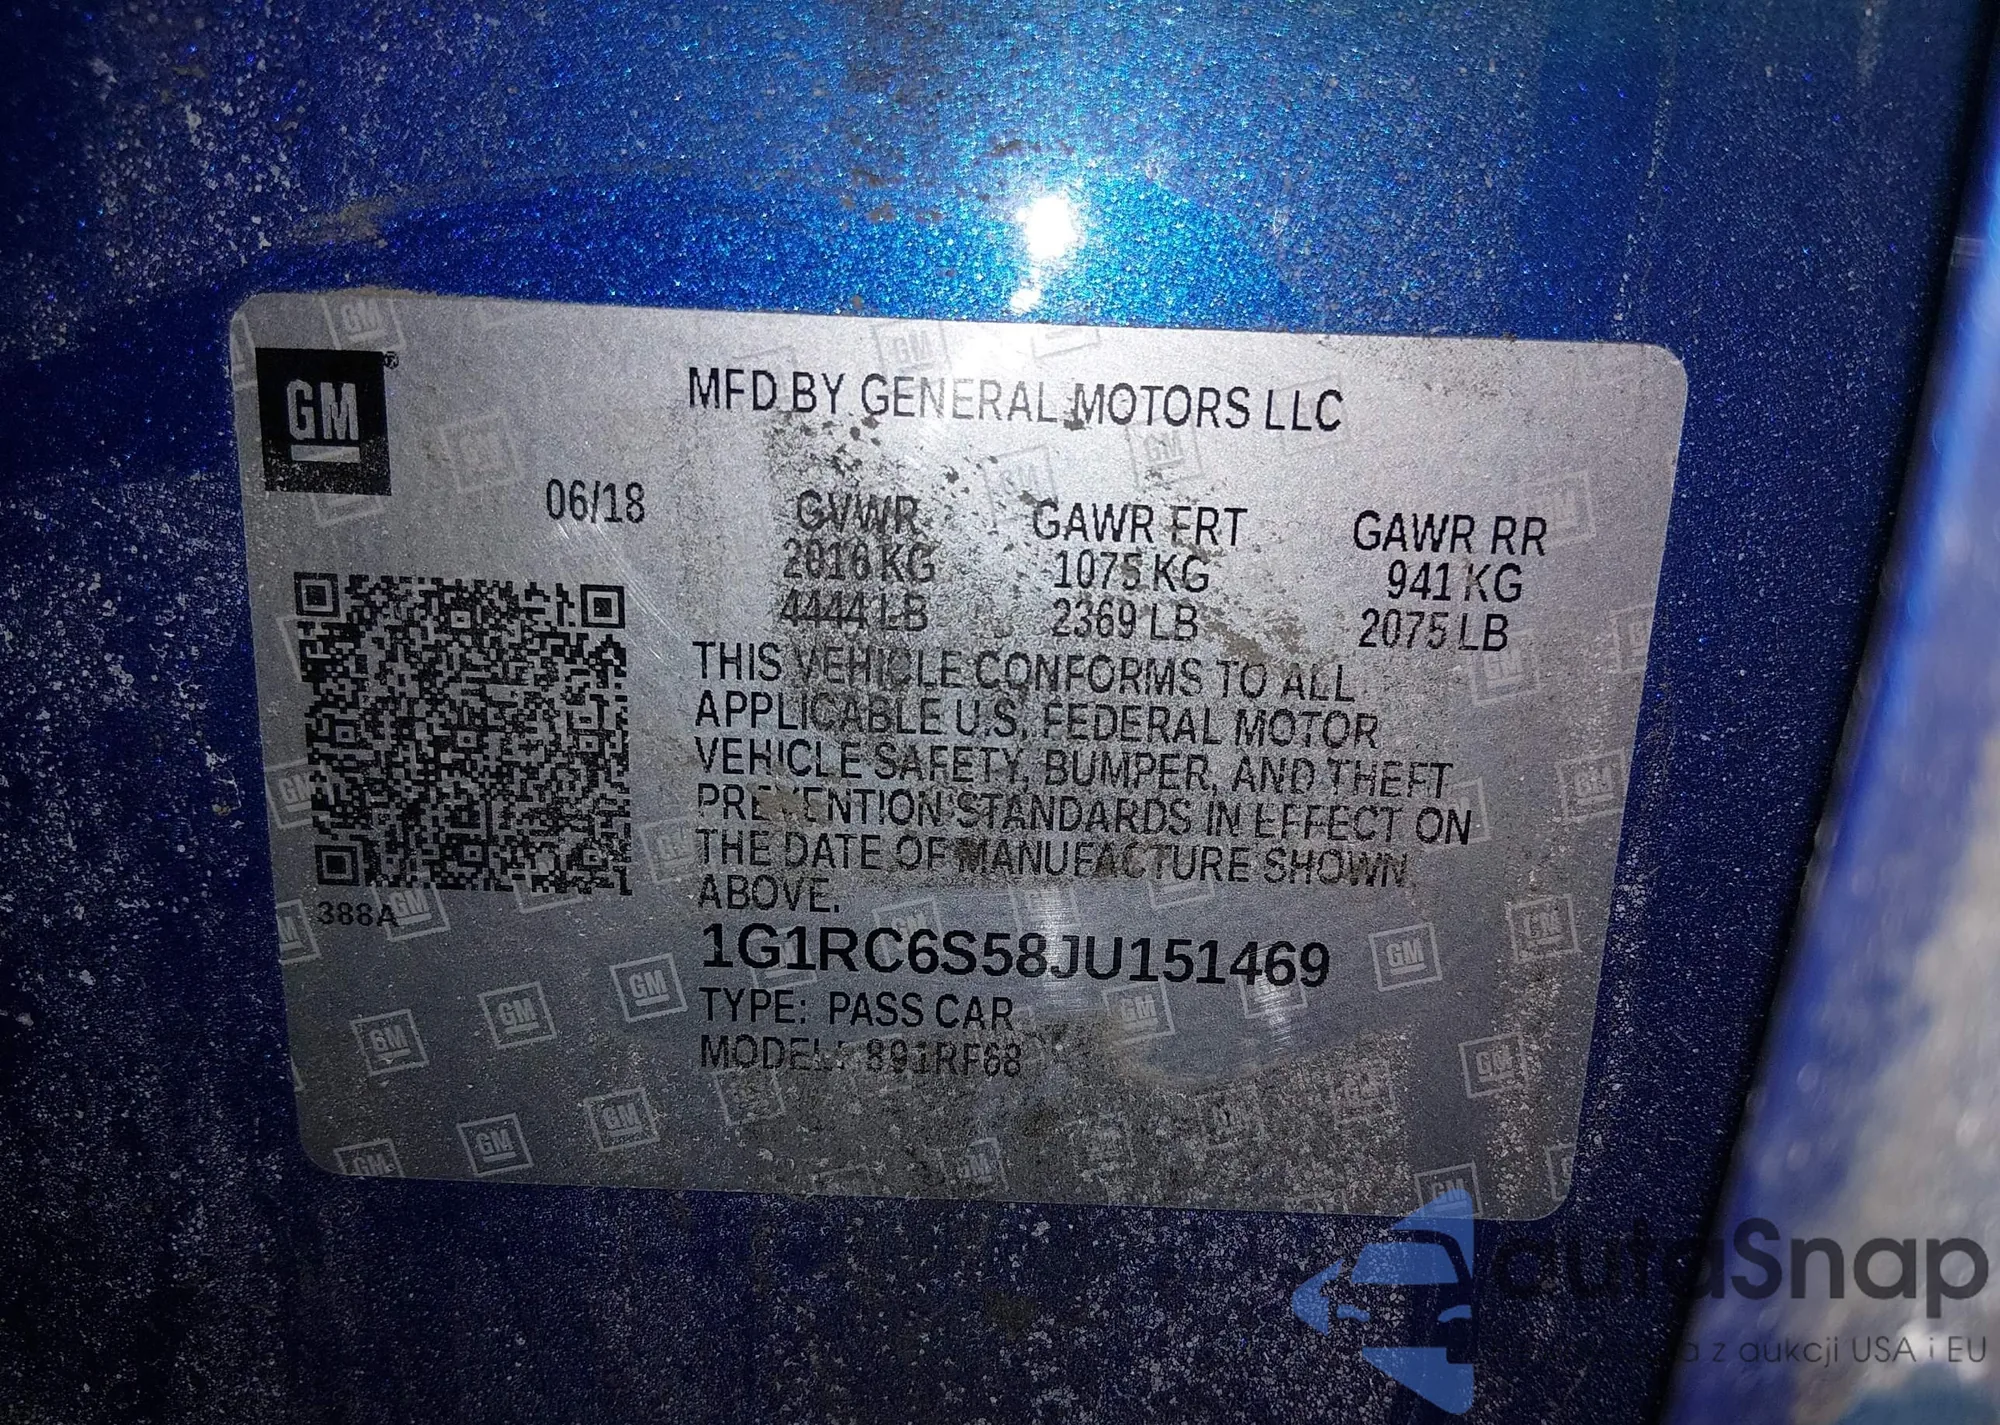 GM
MFD BY GENERAL MOTORS LLC
06/18
GVWR GAWR FRT GAWR RR
2016 KG 1075 KG 941 KG
4444 LB 2369 LB 2075 LB
THIS VEHICLE CONFORMS TO ALL
APPLICABLE U.S. FEDERAL MOTOR
VEHICLE SAFETY, BUMPER, AND THEFT
PREVENTION STANDARDS IN EFFECT ON
THE DATE OF MANUFACTURE SHOWN
ABOVE.
388A
1G1RC6S58JU151469
TYPE: PASS CAR
MODEL: 891RF68
autaSnap
z aukcji USA i EU